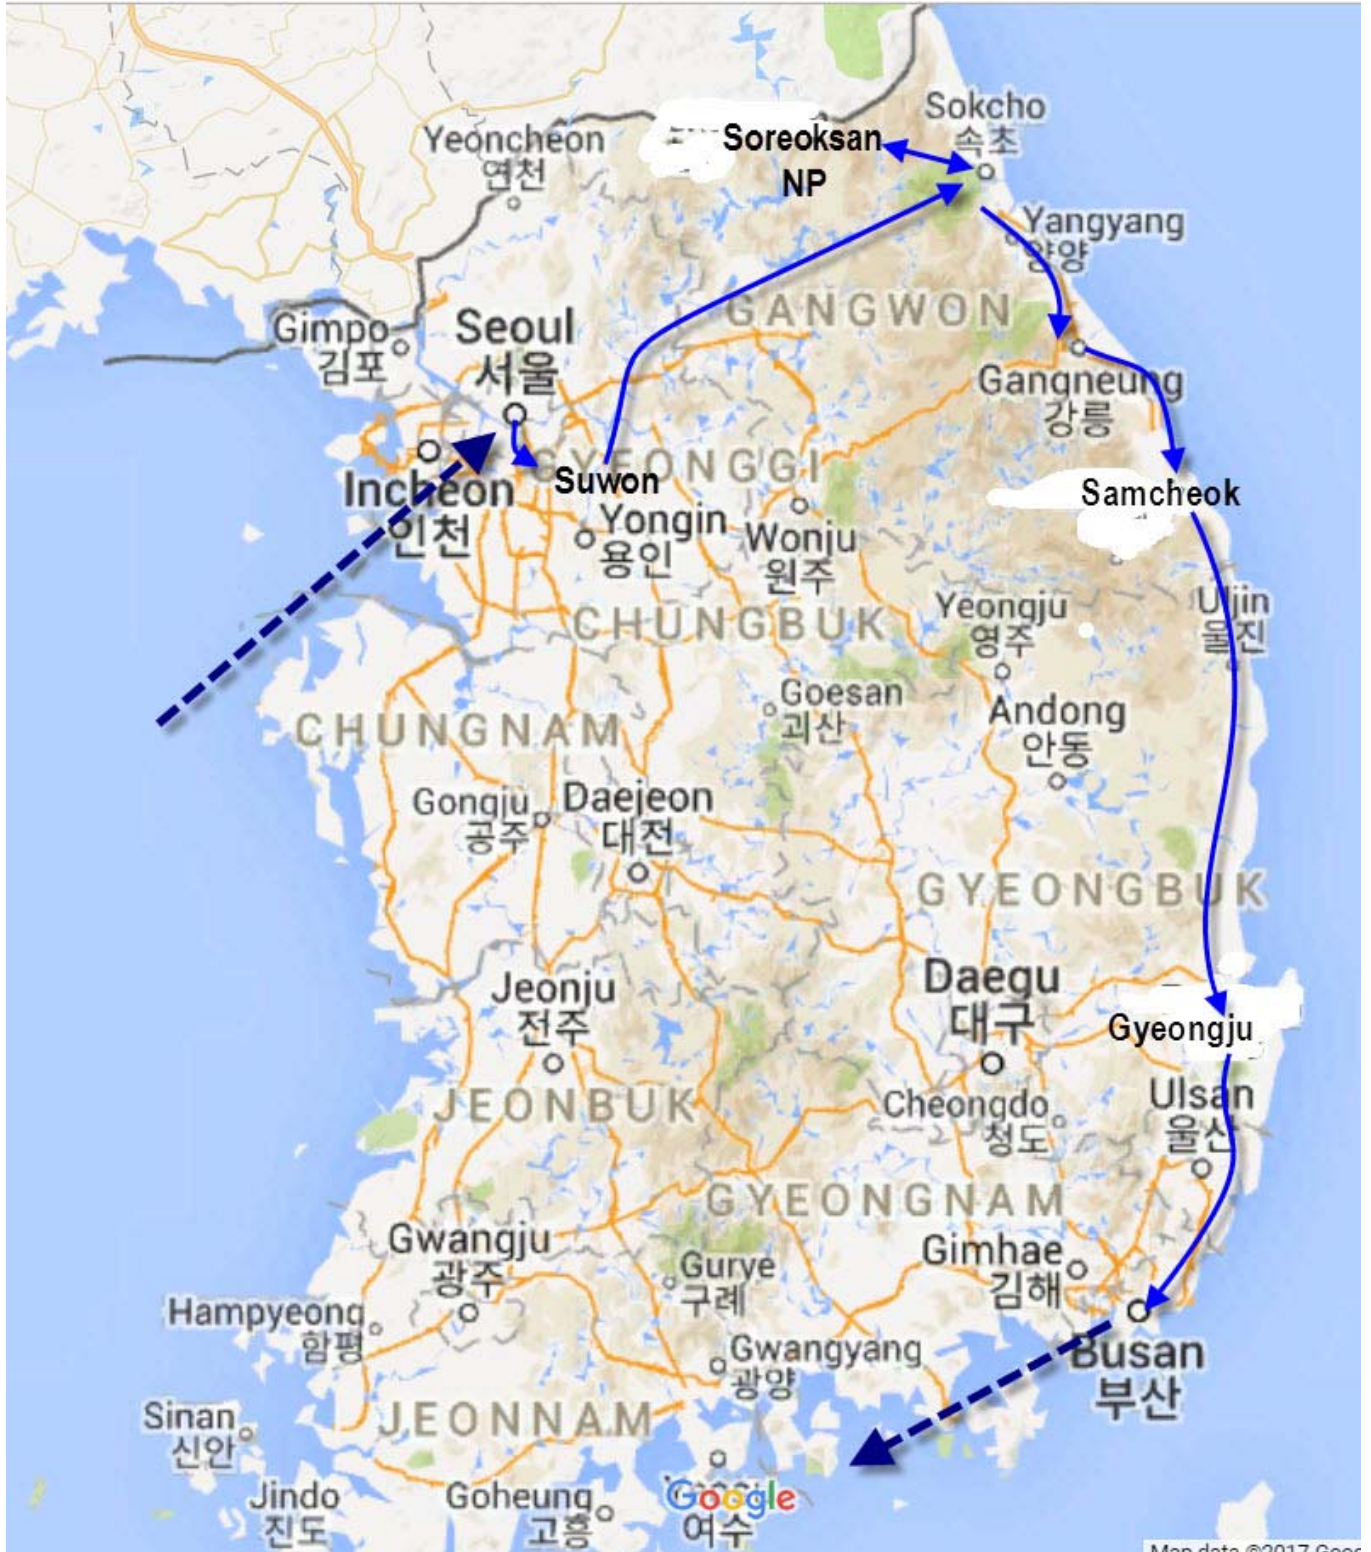 Sokcho
속초
Yeoncheon
연천
Soreoksan
NP
Yangyang
양양
GANGWON
Gimpo
김포
Seoul
서울
Gangneung
강릉
GYEONGGI
Suwon
Incheon
인천
Samcheok
Yongin
용인
Wonju
원주
CHUNGBUK
Yeongju
영주
Uljin
울진
Goesan
괴산
CHUNGNAM
Andong
안동
Gongju
공주
Daejeon
대전
GYEONGBUK
Daegu
대구
Jeonju
전주
Gyeongju
JEONBUK
Cheongdo
청도
Ulsan
울산
GYEONGNAM
Gwangju
광주
Gimhae
김해
Gurye
구례
Hampyeong
함평
Gwangyang
광양
Busan
부산
Sinan
신안
JEONNAM
Jindo
진도
Goheung
고흥
Google
여수
Map data ©2017